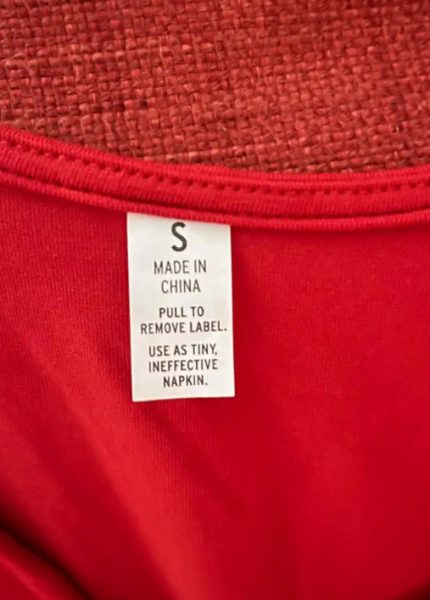 S
MADE IN
CHINA
PULL TO
REMOVE LABEL.
USE AS TINY,
INEFFECTIVE
NAPKIN.